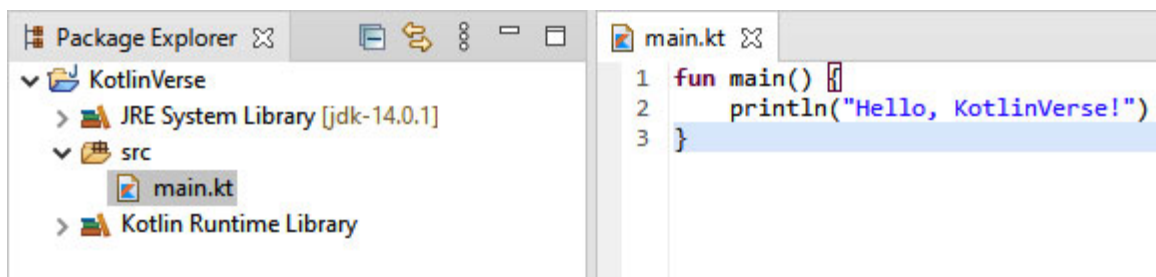 Package Explorer
KotlinVerse
JRE System Library [jdk-14.0.1]
src
main.kt
Kotlin Runtime Library
main.kt
1 fun main() {
2 println("Hello, KotlinVerse!")
3 }